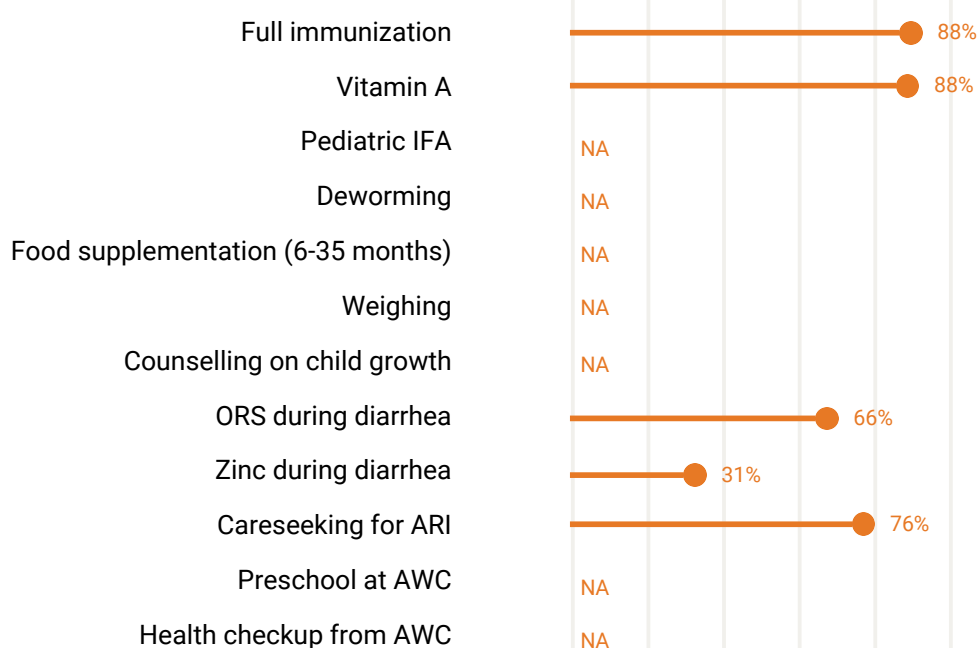 Full immunization 88%
Vitamin A 88%
Pediatric IFA NA
Deworming NA
Food supplementation (6-35 months) NA
Weighing NA
Counselling on child growth NA
ORS during diarrhea 66%
Zinc during diarrhea 31%
Careseeking for ARI 76%
Preschool at AWC NA
Health checkup from AWC NA